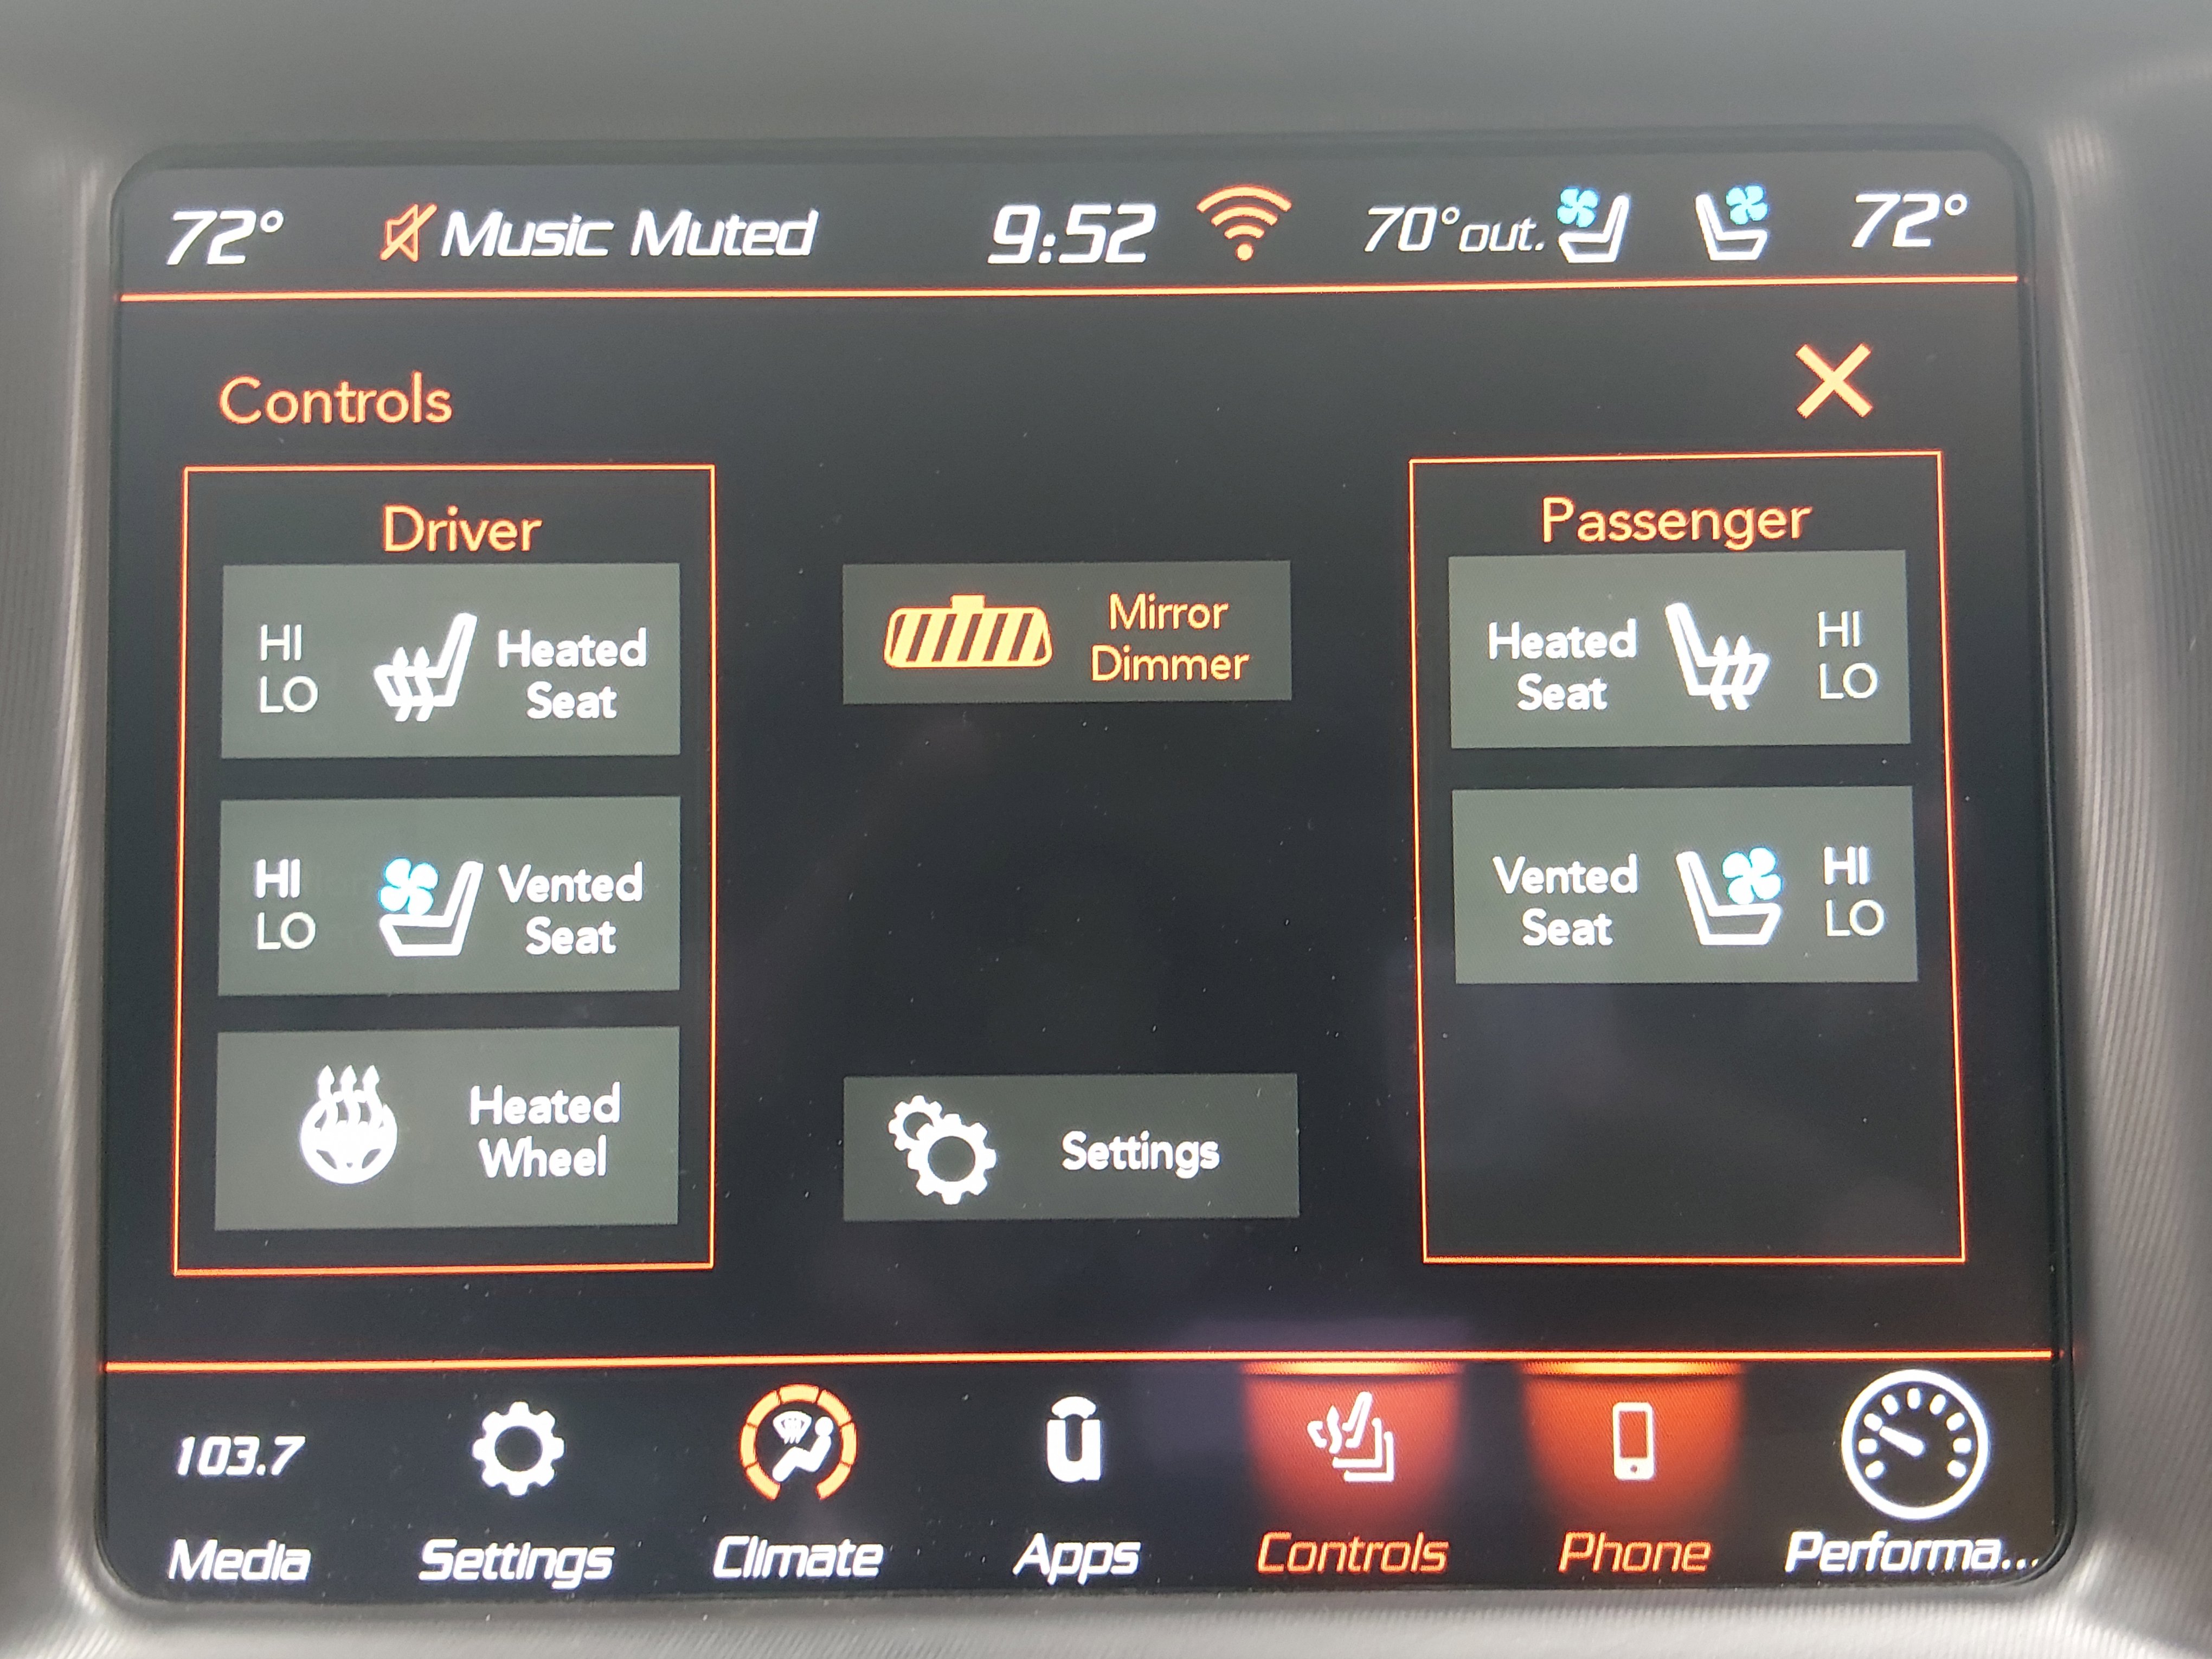 72° Music Muted 9:52 70° out. 72°
Controls
Driver
HI
LO
Heated
Seat
HI
LO
Vented
Seat
Heated
Wheel
Mirror
Dimmer
Settings
Passenger
Heated
Seat
HI
LO
Vented
Seat
HI
LO
103.7
Media Settings Climate Apps Controls Phone Performa...